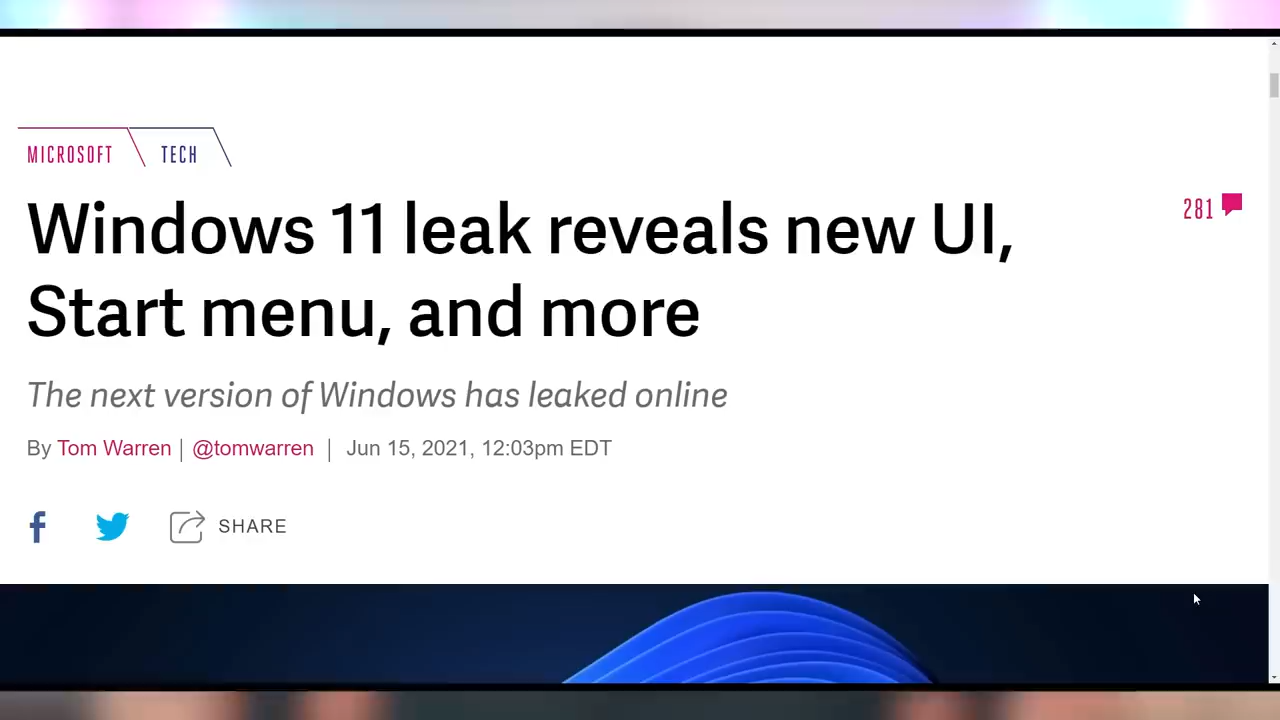 MICROSOFT TECH
Windows 11 leak reveals new UI,
281
Start menu, and more
The next version of Windows has leaked online
By Tom Warren | @tomwarren | Jun 15, 2021, 12:03pm EDT
SHARE